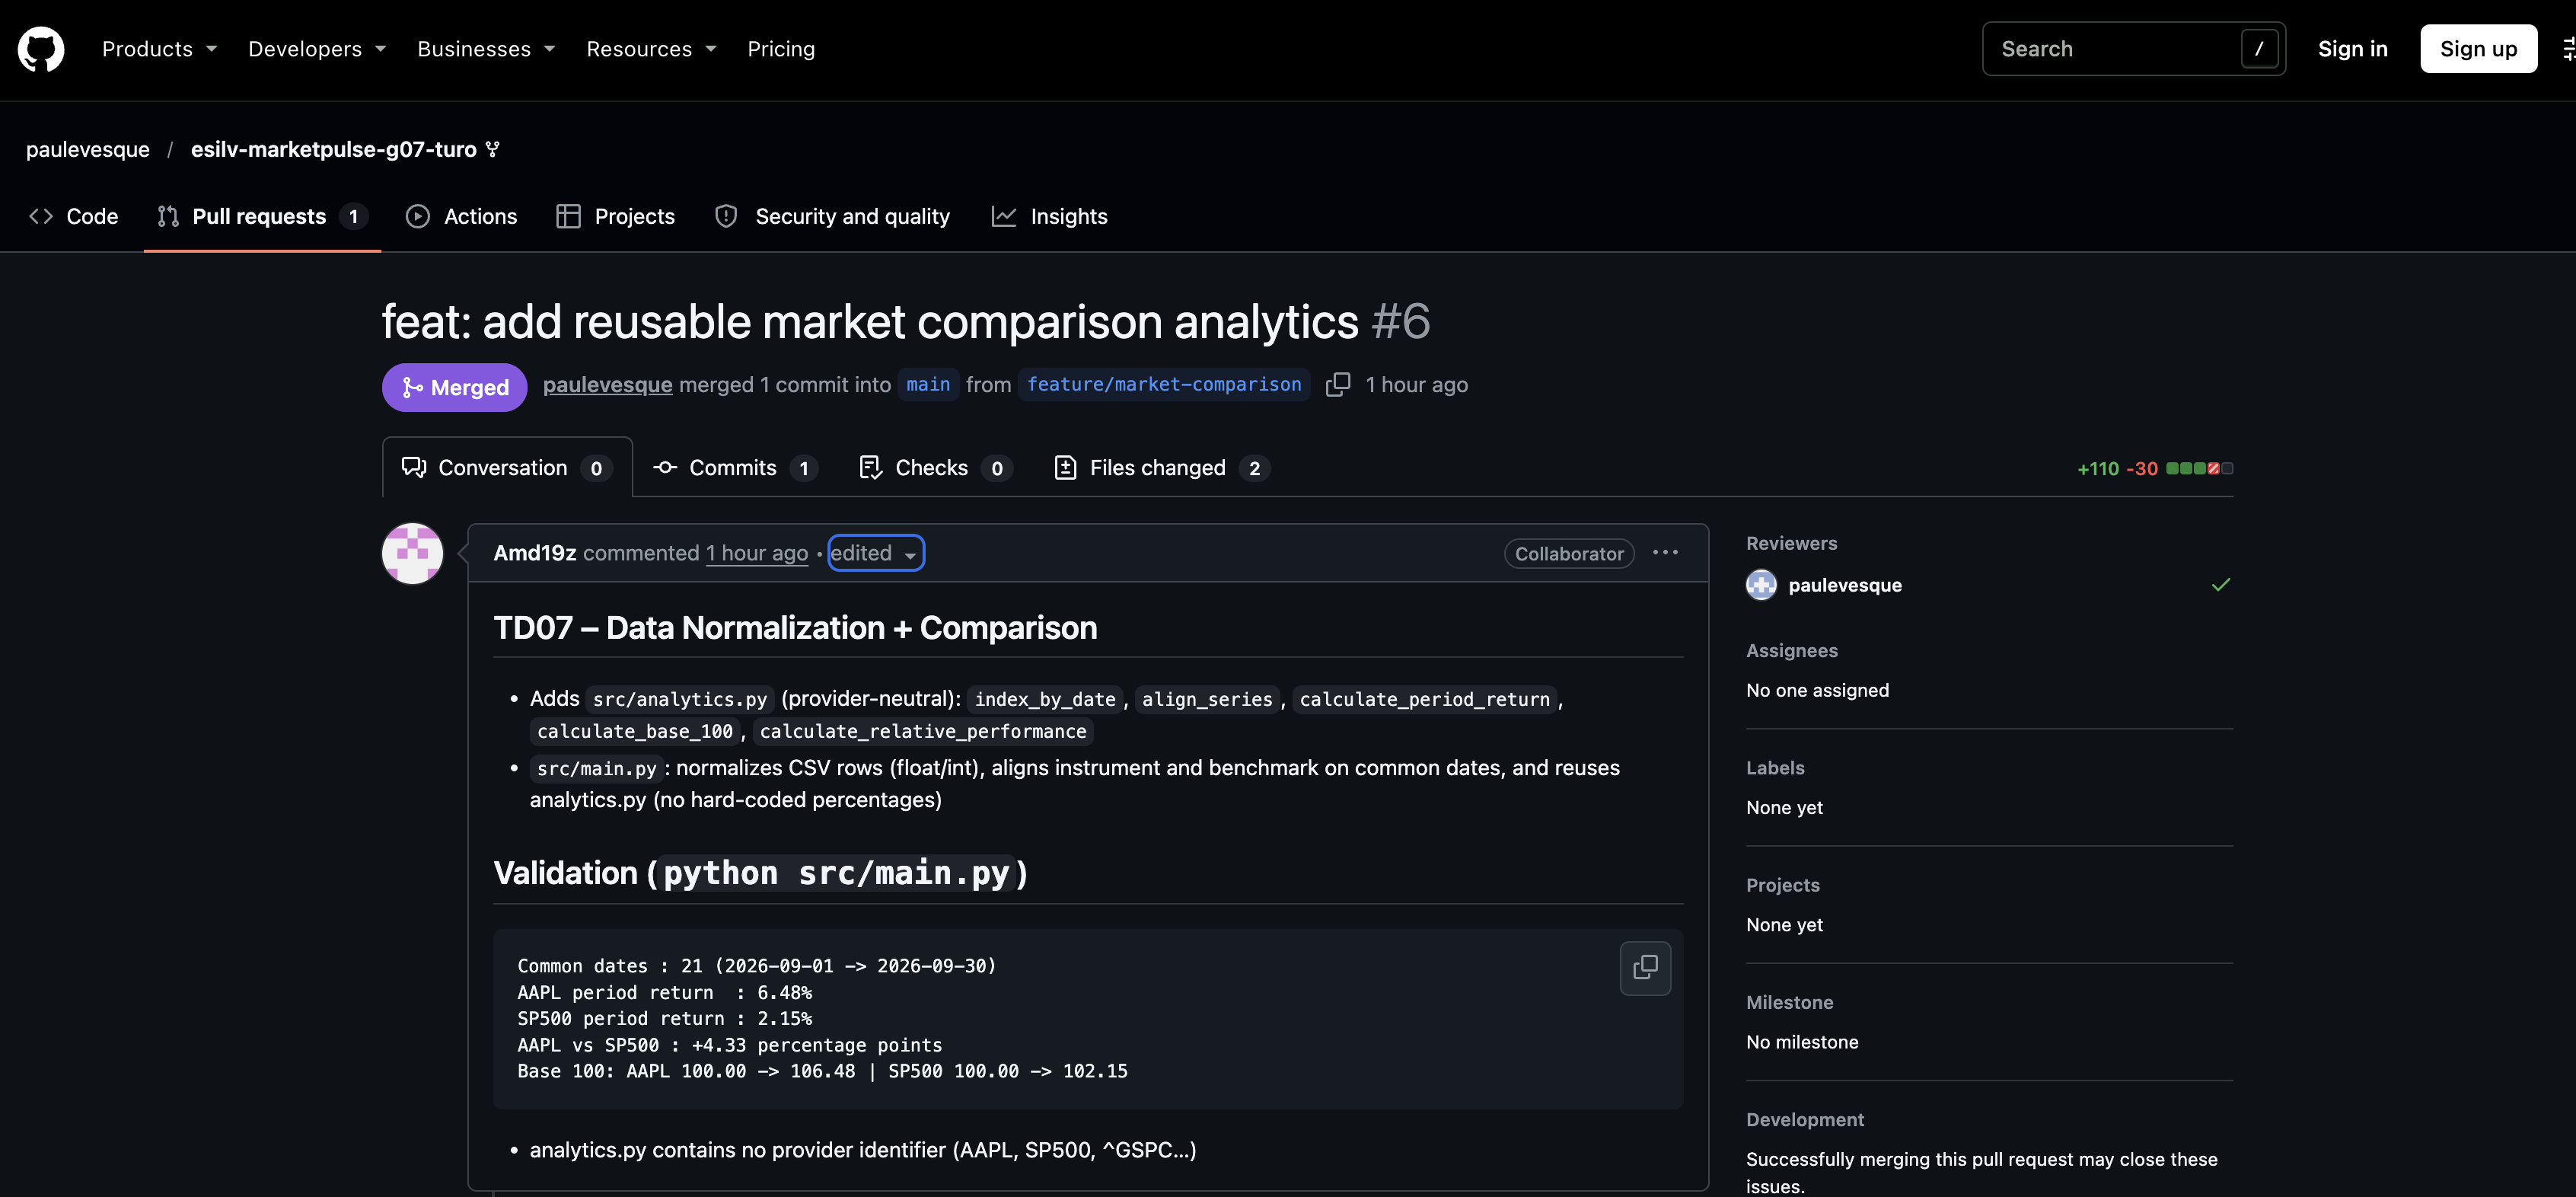 Products Developers Businesses Resources Pricing Search / Sign in Sign up
paulevesque / esilv-marketpulse-g07-turo
Code Pull requests 1 Actions Projects Security and quality Insights
feat: add reusable market comparison analytics #6
Merged paulevesque merged 1 commit into main from feature/market-comparison 1 hour ago
Conversation 0 Commits 1 Checks 0 Files changed 2 +110 -30
Amd19z commented 1 hour ago • edited Collaborator ···
TD07 – Data Normalization + Comparison
• Adds src/analytics.py (provider-neutral): index_by_date, align_series, calculate_period_return,
calculate_base_100, calculate_relative_performance
• src/main.py: normalizes CSV rows (float/int), aligns instrument and benchmark on common dates, and reuses
analytics.py (no hard-coded percentages)
Validation (python src/main.py)
Common dates : 21 (2026-09-01 -> 2026-09-30)
AAPL period return  : 6.48%
SP500 period return : 2.15%
AAPL vs SP500 : +4.33 percentage points
Base 100: AAPL 100.00 -> 106.48 | SP500 100.00 -> 102.15
• analytics.py contains no provider identifier (AAPL, SP500, ^GSPC...)
Reviewers
paulevesque
Assignees
No one assigned
Labels
None yet
Projects
None yet
Milestone
No milestone
Development
Successfully merging this pull request may close these
issues.